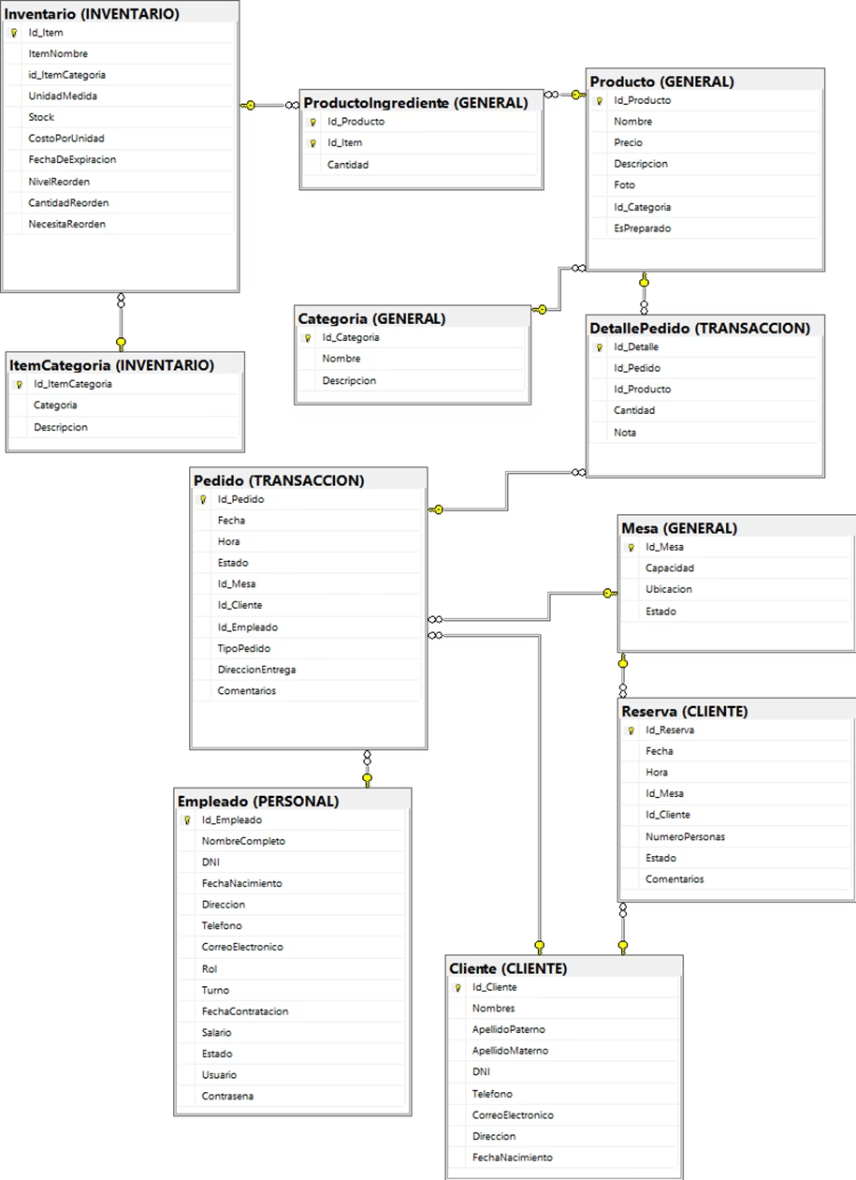 Inventario (INVENTARIO)
Id_Item
ItemNombre
id_ItemCategoria
UnidadMedida
Stock
CostoPorUnidad
FechaDeExpiracion
NivelReorden
CantidadReorden
NecesitaReorden
ProductoIngrediente (GENERAL)
Id_Producto
Id_Item
Cantidad
Producto (GENERAL)
Id_Producto
Nombre
Precio
Descripcion
Foto
Id_Categoria
EsPreparado
Categoria (GENERAL)
Id_Categoria
Nombre
Descripcion
DetallePedido (TRANSACCION)
Id_Detalle
Id_Pedido
Id_Producto
Cantidad
Nota
ItemCategoria (INVENTARIO)
Id_ItemCategoria
Categoria
Descripcion
Pedido (TRANSACCION)
Id_Pedido
Fecha
Hora
Estado
Id_Mesa
Id_Cliente
Id_Empleado
TipoPedido
DireccionEntrega
Comentarios
Mesa (GENERAL)
Id_Mesa
Capacidad
Ubicacion
Estado
Reserva (CLIENTE)
Id_Reserva
Fecha
Hora
Id_Mesa
Id_Cliente
NumeroPersonas
Estado
Comentarios
Empleado (PERSONAL)
Id_Empleado
NombreCompleto
DNI
FechaNacimiento
Direccion
Telefono
CorreoElectronico
Rol
Turno
FechaContratacion
Salario
Estado
Usuario
Contrasena
Cliente (CLIENTE)
Id_Cliente
Nombres
ApellidoPaterno
ApellidoMaterno
DNI
Telefono
CorreoElectronico
Direccion
FechaNacimiento